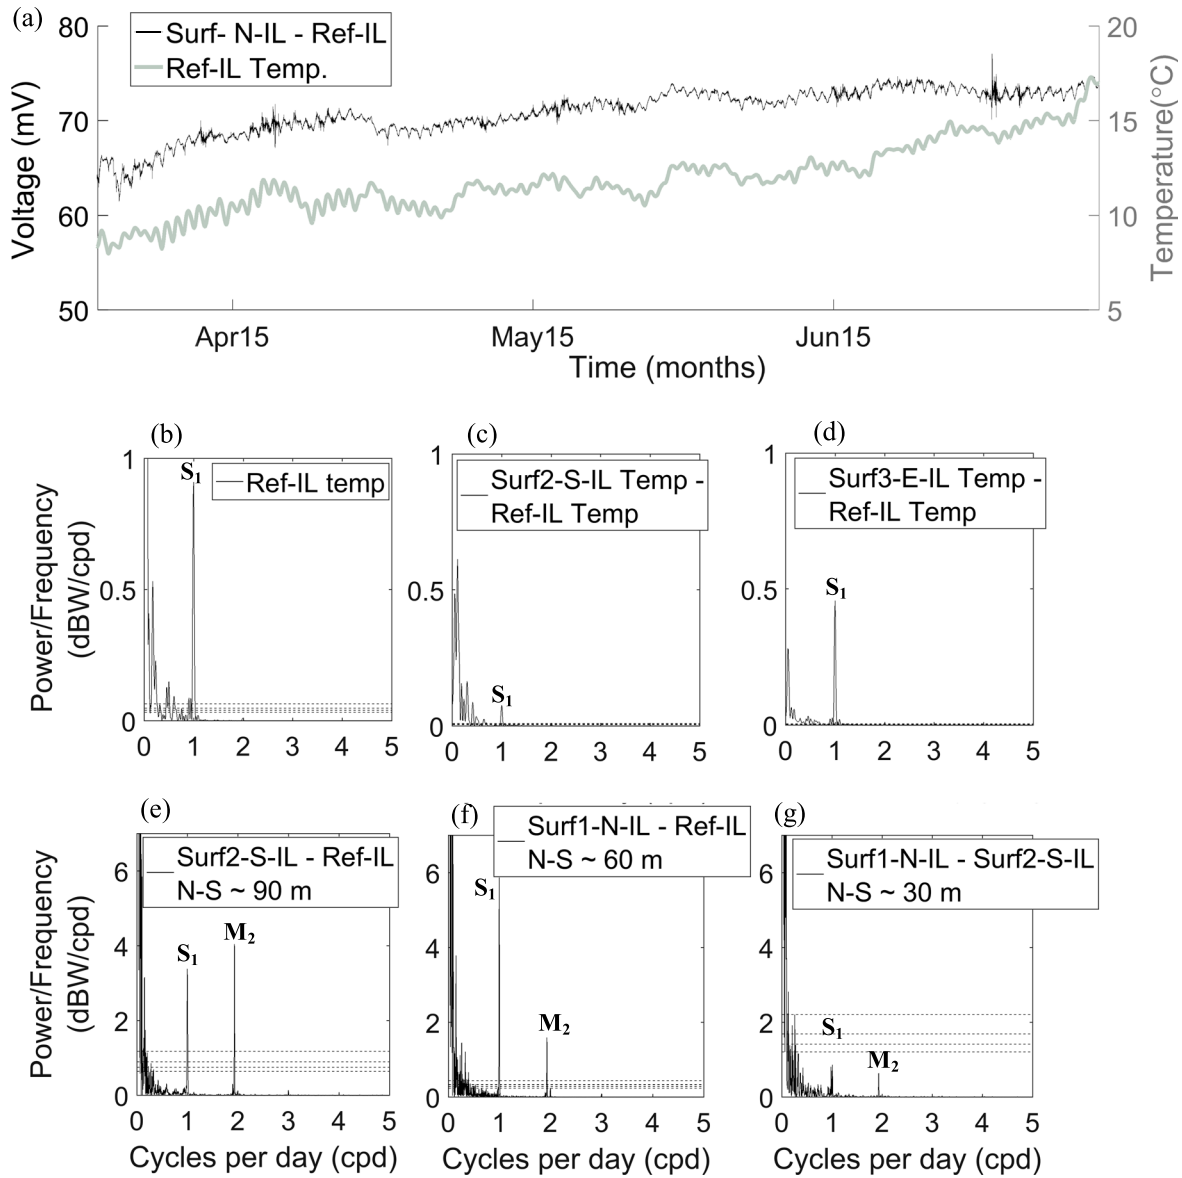 (a)
80
70
60
50
Voltage (mV)
Surf- N-IL - Ref-IL
Ref-IL Temp.
20
15
10
5
Temperature(°C)
Apr15 May15 Jun15
Time (months)
(b)
1
0.5
0
Power/Frequency
(dBW/cpd)
S1
Ref-IL temp
0 1 2 3 4 5
(c)
1
0.5
0
Surf2-S-IL Temp -
Ref-IL Temp
S1
0 1 2 3 4 5
(d)
1
0.5
0
Surf3-E-IL Temp -
Ref-IL Temp
S1
0 1 2 3 4 5
(e)
6
4
2
0
Power/Frequency
(dBW/cpd)
Surf2-S-IL - Ref-IL
N-S ~ 90 m
S1
M2
0 1 2 3 4 5
Cycles per day (cpd)
(f)
6
4
2
0
Surf1-N-IL - Ref-IL
N-S ~ 60 m
S1
M2
0 1 2 3 4 5
Cycles per day (cpd)
(g)
6
4
2
0
Surf1-N-IL - Surf2-S-IL
N-S ~ 30 m
S1
M2
0 1 2 3 4 5
Cycles per day (cpd)